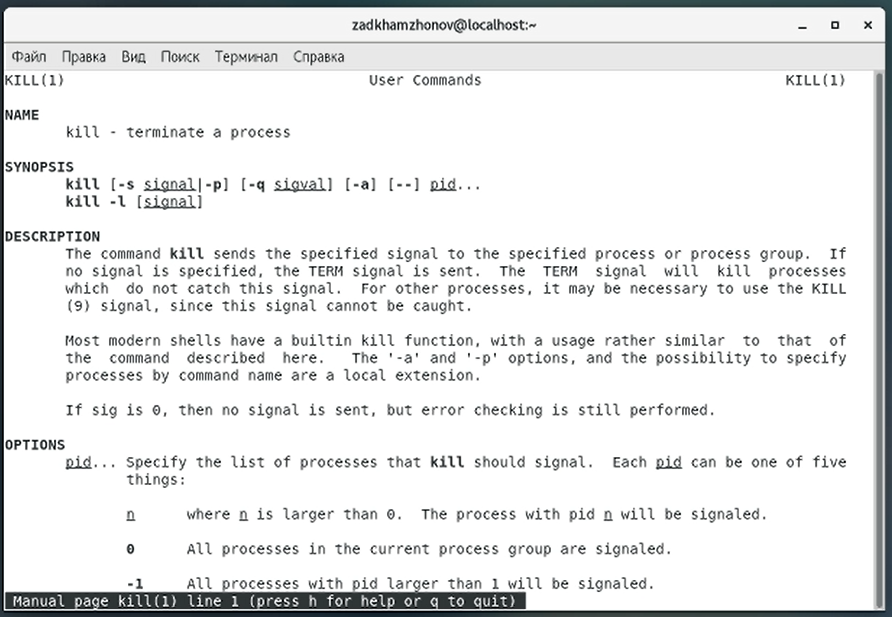 zadkhamzhonov@localhost:~
Файл Правка Вид Поиск Терминал Справка
KILL(1) User Commands KILL(1)
NAME
kill - terminate a process
SYNOPSIS
kill [-s signal|-p] [-q sigval] [-a] [--] pid...
kill -l [signal]
DESCRIPTION
The command kill sends the specified signal to the specified process or process group. If
no signal is specified, the TERM signal is sent. The TERM signal will kill processes
which do not catch this signal. For other processes, it may be necessary to use the KILL
(9) signal, since this signal cannot be caught.
Most modern shells have a builtin kill function, with a usage rather similar to that of
the command described here. The '-a' and '-p' options, and the possibility to specify
processes by command name are a local extension.
If sig is 0, then no signal is sent, but error checking is still performed.
OPTIONS
pid... Specify the list of processes that kill should signal. Each pid can be one of five
things:
n where n is larger than 0. The process with pid n will be signaled.
0 All processes in the current process group are signaled.
-1 All processes with pid larger than 1 will be signaled.
Manual page kill(1) line 1 (press h for help or q to quit)